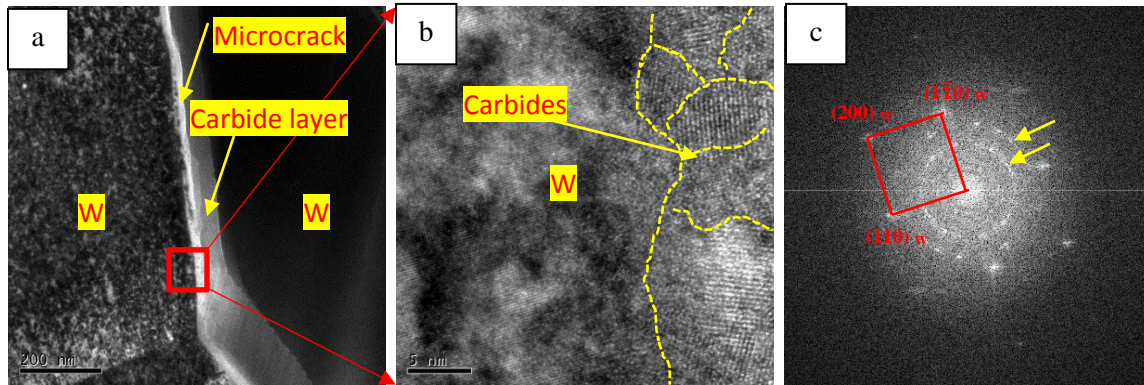 a
Microcrack
Carbide layer
W
W
200 nm
b
Carbides
W
5 nm
c
(11̄0) w
(200) w
(110) w